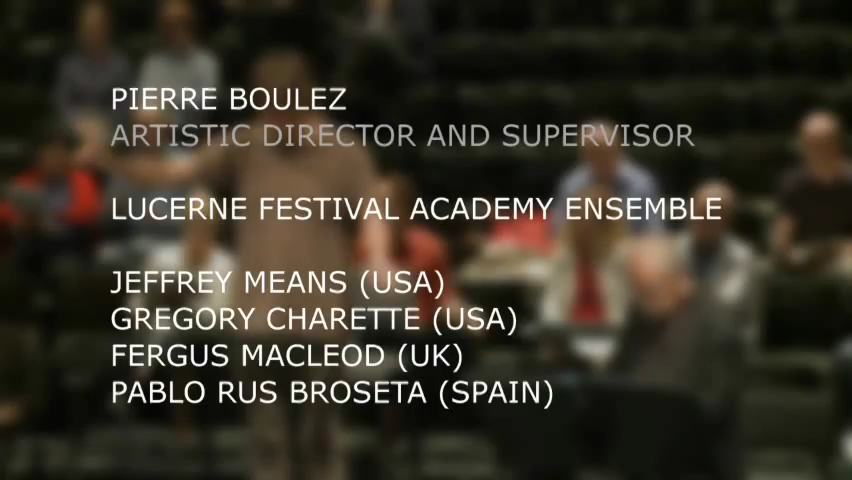 PIERRE BOULEZ
ARTISTIC DIRECTOR AND SUPERVISOR
LUCERNE FESTIVAL ACADEMY ENSEMBLE
JEFFREY MEANS (USA)
GREGORY CHARETTE (USA)
FERGUS MACLEOD (UK)
PABLO RUS BROSETA (SPAIN)